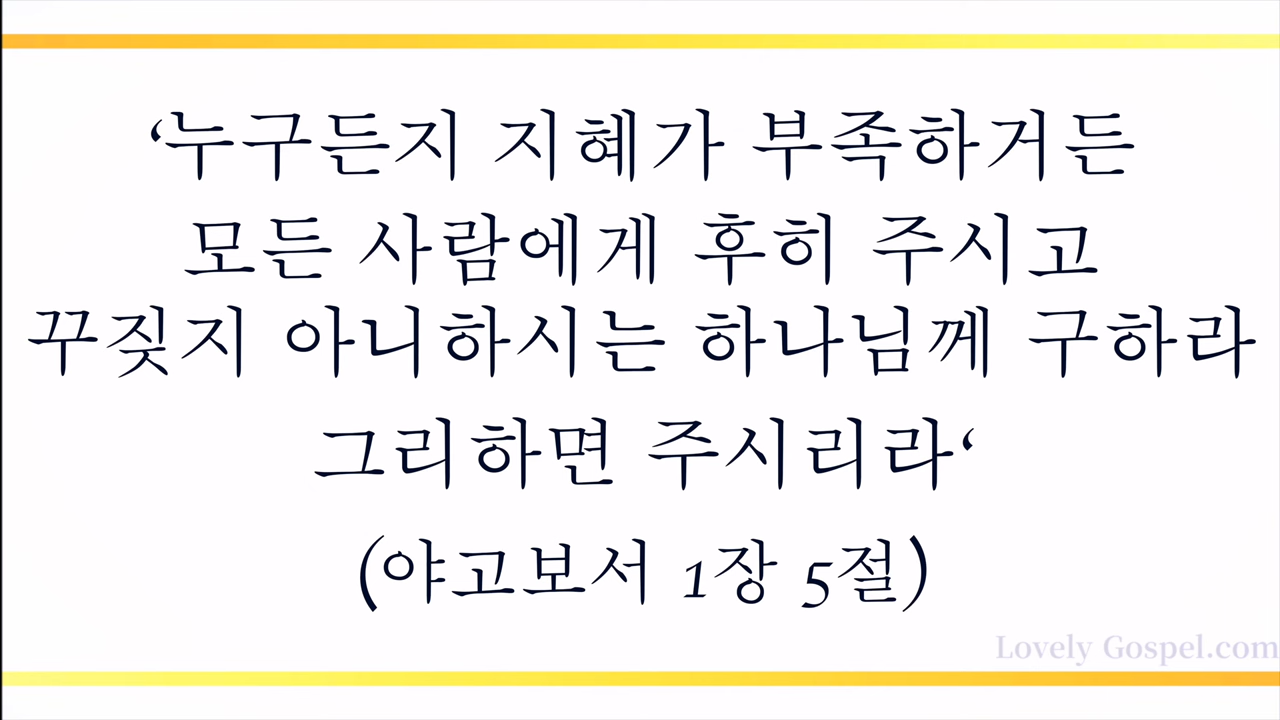 ‘누구든지 지혜가 부족하거든
모든 사람에게 후히 주시고
꾸짖지 아니하시는 하나님께 구하라
그리하면 주시리라‘
(야고보서 1장 5절)
Lovely Gospel.com